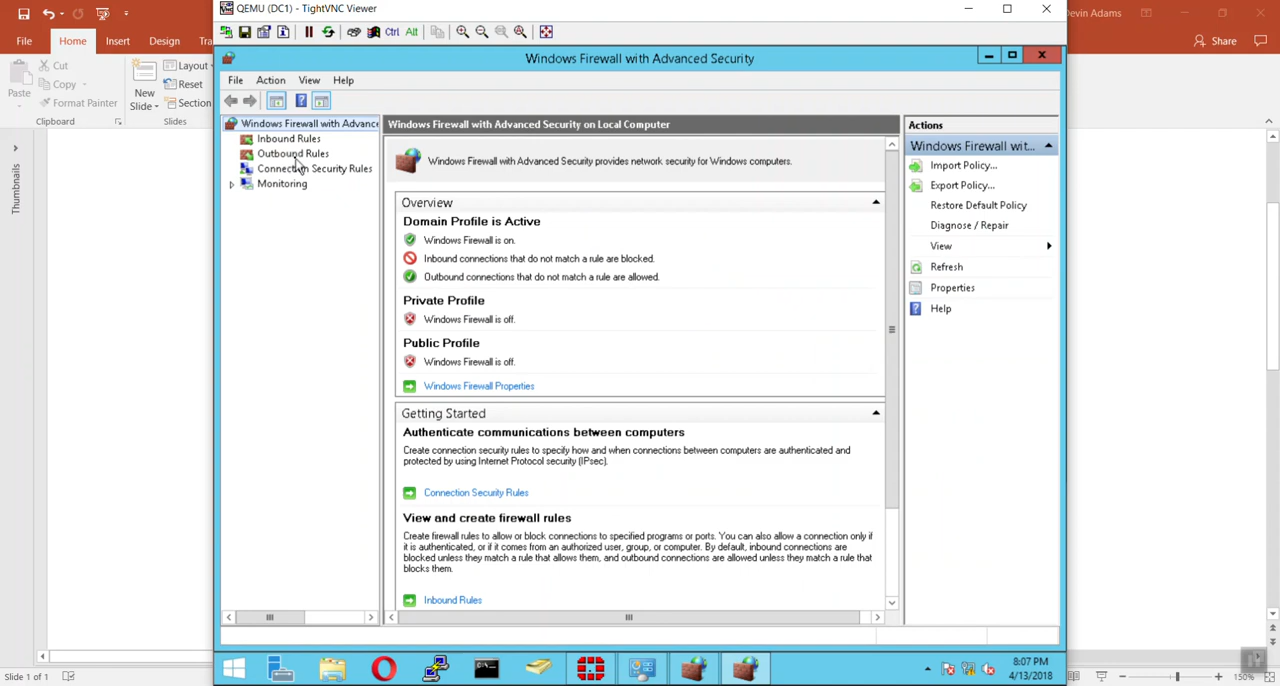 QEMU (DC1) - TightVNC Viewer
Devin Adams
File
Home
Insert
Design
Share
Ctrl
Alt
Paste
Cut
Copy
Format Painter
Clipboard
New
Slide
Layout
Reset
Section
Slides
Thumbnails
Windows Firewall with Advanced Security
File
Action
View
Help
Windows Firewall with Advance
Inbound Rules
Outbound Rules
Connection Security Rules
Monitoring
Windows Firewall with Advanced Security on Local Computer
Windows Firewall with Advanced Security provides network security for Windows computers.
Overview
Domain Profile is Active
Windows Firewall is on.
Inbound connections that do not match a rule are blocked.
Outbound connections that do not match a rule are allowed.
Private Profile
Windows Firewall is off.
Public Profile
Windows Firewall is off.
Windows Firewall Properties
Getting Started
Authenticate communications between computers
Create connection security rules to specify how and when connections between computers are authenticated and
protected by using Internet Protocol security (IPsec).
Connection Security Rules
View and create firewall rules
Create firewall rules to allow or block connections to specified programs or ports. You can also allow a connection only if
it is authenticated, or if it comes from an authorized user, group, or computer. By default, inbound connections are
blocked unless they match a rule that allows them, and outbound connections are allowed unless they match a rule that
blocks them.
Inbound Rules
Actions
Windows Firewall wit...
Import Policy...
Export Policy...
Restore Default Policy
Diagnose / Repair
View
Refresh
Properties
Help
8:07 PM
4/13/2018
Slide 1 of 1
150%